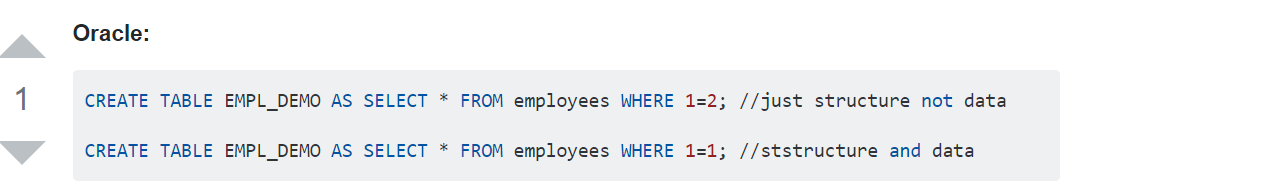 Oracle:
1
CREATE TABLE EMPL_DEMO AS SELECT * FROM employees WHERE 1=2; //just structure not data
CREATE TABLE EMPL_DEMO AS SELECT * FROM employees WHERE 1=1; //ststructure and data